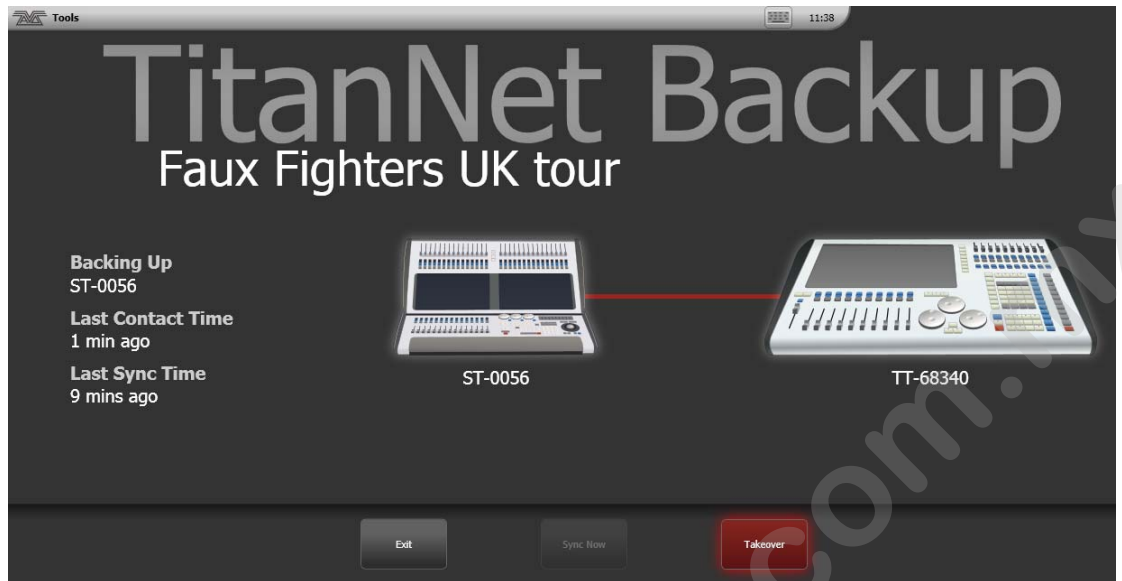 Tools
11:38
TitanNet Backup
Faux Fighters UK tour
Backing Up
ST-0056
Last Contact Time
1 min ago
Last Sync Time
9 mins ago
ST-0056
TT-68340
Exit
Sync Now
Takeover
com.